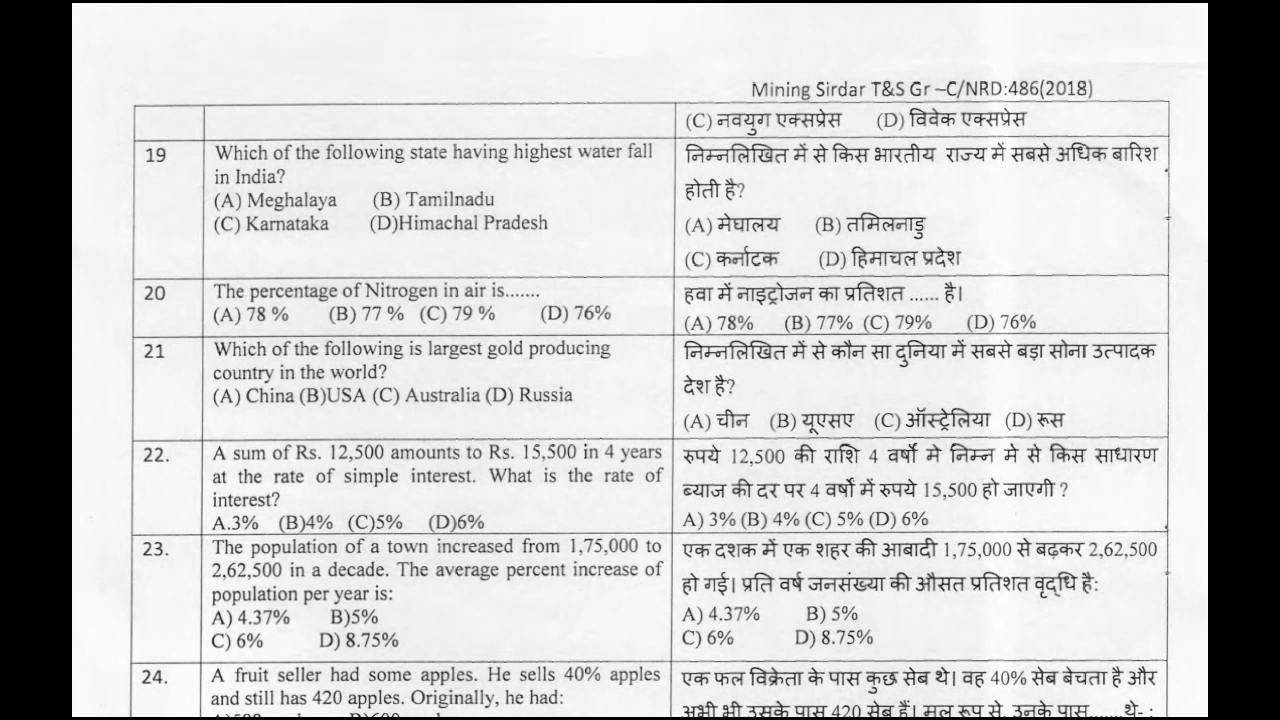 Mining Sirdar T&S Gr –C/NRD:486(2018)
(C) नवयुग एक्सप्रेस (D) विवेक एक्सप्रेस
19
Which of the following state having highest water fall
in India?
(A) Meghalaya (B) Tamilnadu
(C) Karnataka (D)Himachal Pradesh
निम्नलिखित में से किस भारतीय राज्य में सबसे अधिक बारिश
होती है?
(A) मेघालय (B) तमिलनाडु
(C) कर्नाटक (D) हिमाचल प्रदेश
20
The percentage of Nitrogen in air is.......
(A) 78 % (B) 77 % (C) 79 % (D) 76%
हवा में नाइट्रोजन का प्रतिशत ...... है।
(A) 78% (B) 77% (C) 79% (D) 76%
21
Which of the following is largest gold producing
country in the world?
(A) China (B)USA (C) Australia (D) Russia
निम्नलिखित में से कौन सा दुनिया में सबसे बड़ा सोना उत्पादक
देश है?
(A) चीन (B) यूएसए (C) ऑस्ट्रेलिया (D) रूस
22.
A sum of Rs. 12,500 amounts to Rs. 15,500 in 4 years
at the rate of simple interest. What is the rate of
interest?
A.3% (B)4% (C)5% (D)6%
रुपये 12,500 की राशि 4 वर्षों मे निम्न मे से किस साधारण
ब्याज की दर पर 4 वर्षों में रुपये 15,500 हो जाएगी ?
A) 3% (B) 4% (C) 5% (D) 6%
23.
The population of a town increased from 1,75,000 to
2,62,500 in a decade. The average percent increase of
population per year is:
A) 4.37% B)5%
C) 6% D) 8.75%
एक दशक में एक शहर की आबादी 1,75,000 से बढ़कर 2,62,500
हो गई। प्रति वर्ष जनसंख्या की औसत प्रतिशत वृद्धि है:
A) 4.37% B) 5%
C) 6% D) 8.75%
24.
A fruit seller had some apples. He sells 40% apples
and still has 420 apples. Originally, he had:
एक फल विक्रेता के पास कुछ सेब थे। वह 40% सेब बेचता है और
अभी भी उसके पास 420 सेब हैं। मूल रूप से, उनके पास...... थे- :